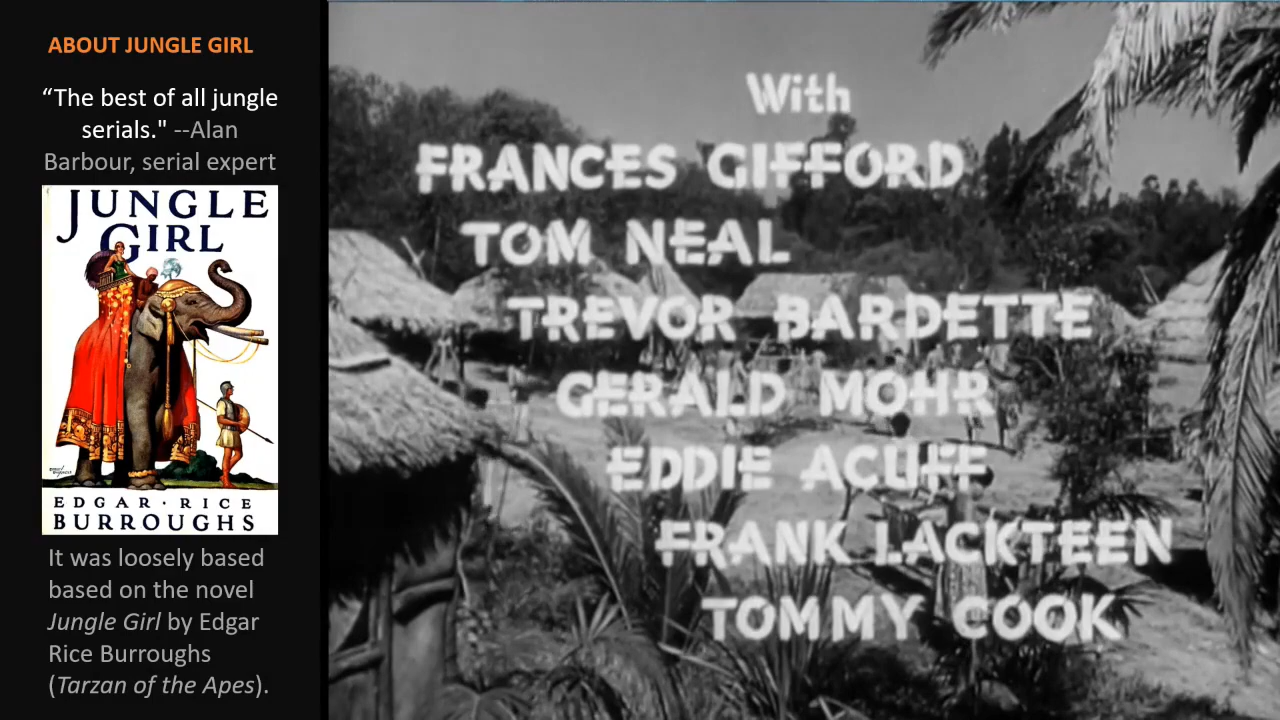 ABOUT JUNGLE GIRL
“The best of all jungle
serials." --Alan
Barbour, serial expert
JUNGLE
GIRL
EDGAR · RICE
BURROUGHS
It was loosely based
based on the novel
Jungle Girl by Edgar
Rice Burroughs
(Tarzan of the Apes).
With
FRANCES GIFFORD
TOM NEAL
TREVOR BARDETTE
GERALD MOHR
EDDIE ACUFF
FRANK LACKTEEN
TOMMY COOK